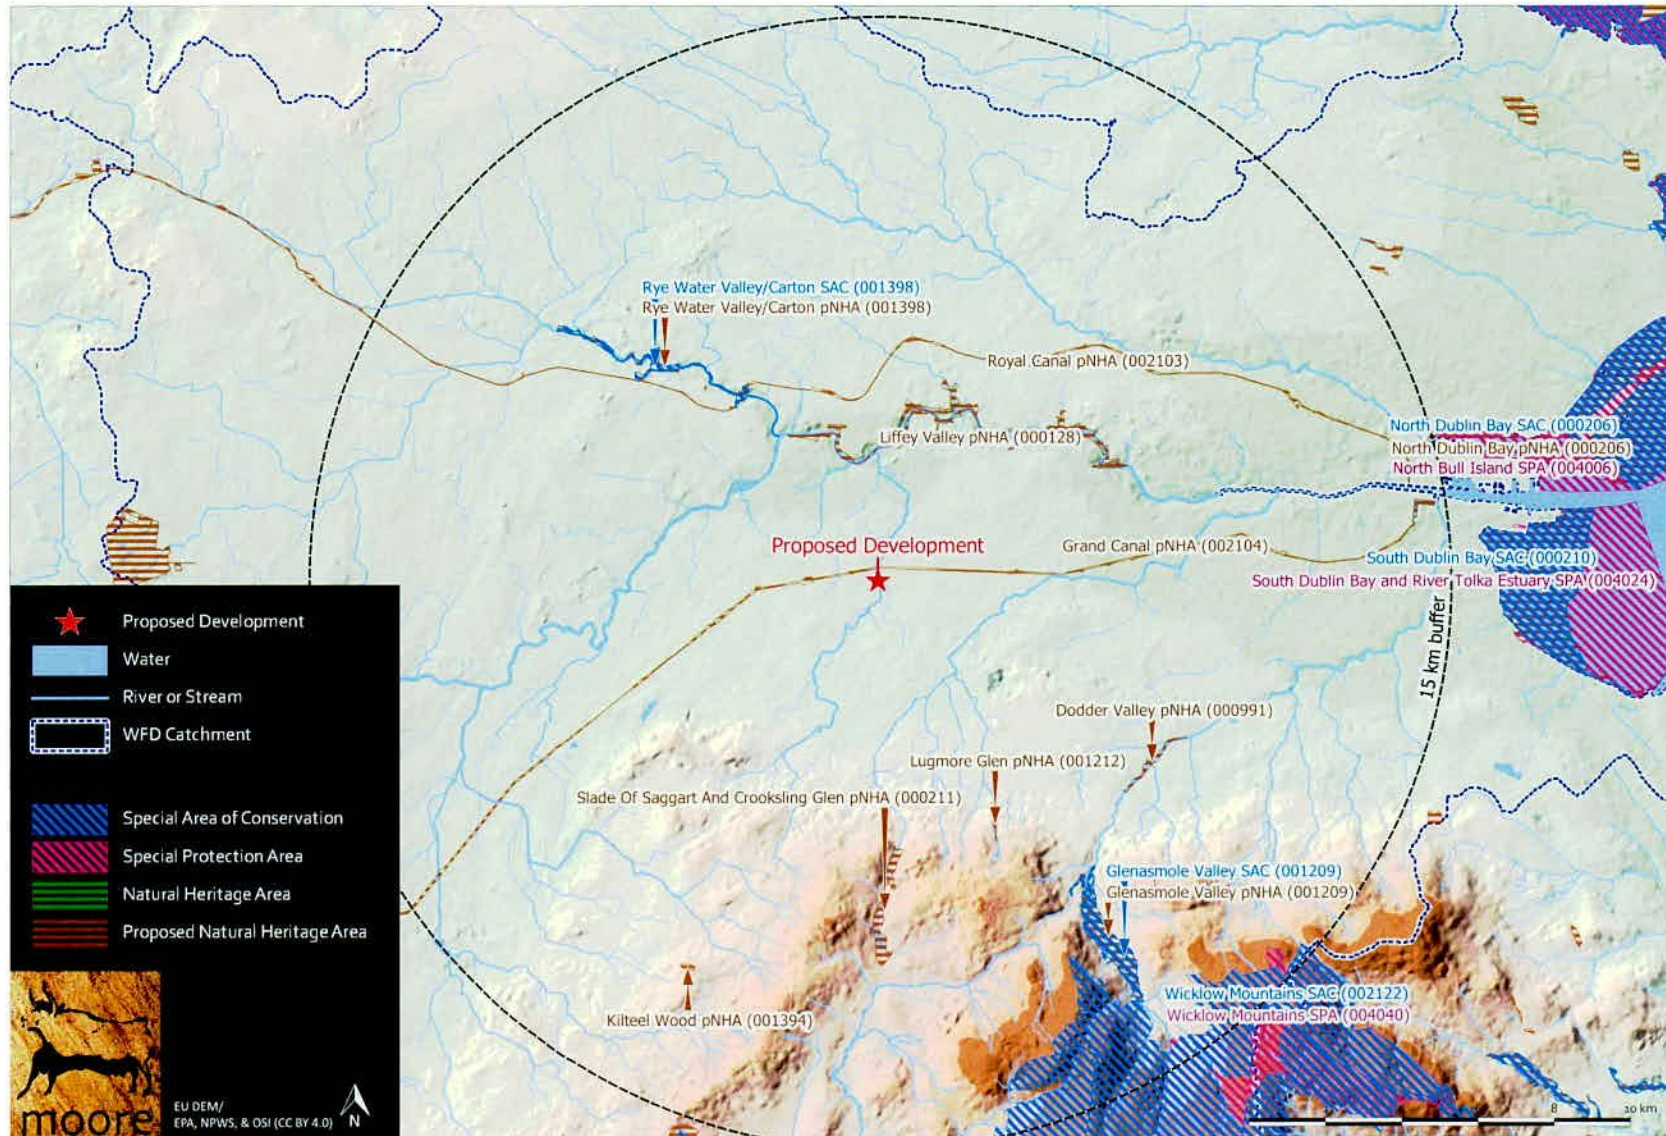 Rye Water Valley/Carton SAC (001398)
Rye Water Valley/Carton pNHA (001398)
Royal Canal pNHA (002103)
Liffey Valley pNHA (000128)
North Dublin Bay SAC (000206)
North Dublin Bay pNHA (000206)
North Bull Island SPA (004006)
Proposed Development
Grand Canal pNHA (002104)
South Dublin Bay SAC (000210)
South Dublin Bay and River Tolka Estuary SPA (004024)
15 km buffer
Dodder Valley pNHA (000991)
Lugmore Glen pNHA (001212)
Slade Of Saggart And Crooksling Glen pNHA (000211)
Glenasmole Valley SAC (001209)
Glenasmole Valley pNHA (001209)
Wicklow Mountains SAC (002122)
Wicklow Mountains SPA (004040)
Kilteel Wood pNHA (001394)
Proposed Development
Water
River or Stream
WFD Catchment
Special Area of Conservation
Special Protection Area
Natural Heritage Area
Proposed Natural Heritage Area
moore
EU DEM/
EPA, NPWS, & OSI (CC BY 4.0)
N
8
10 km